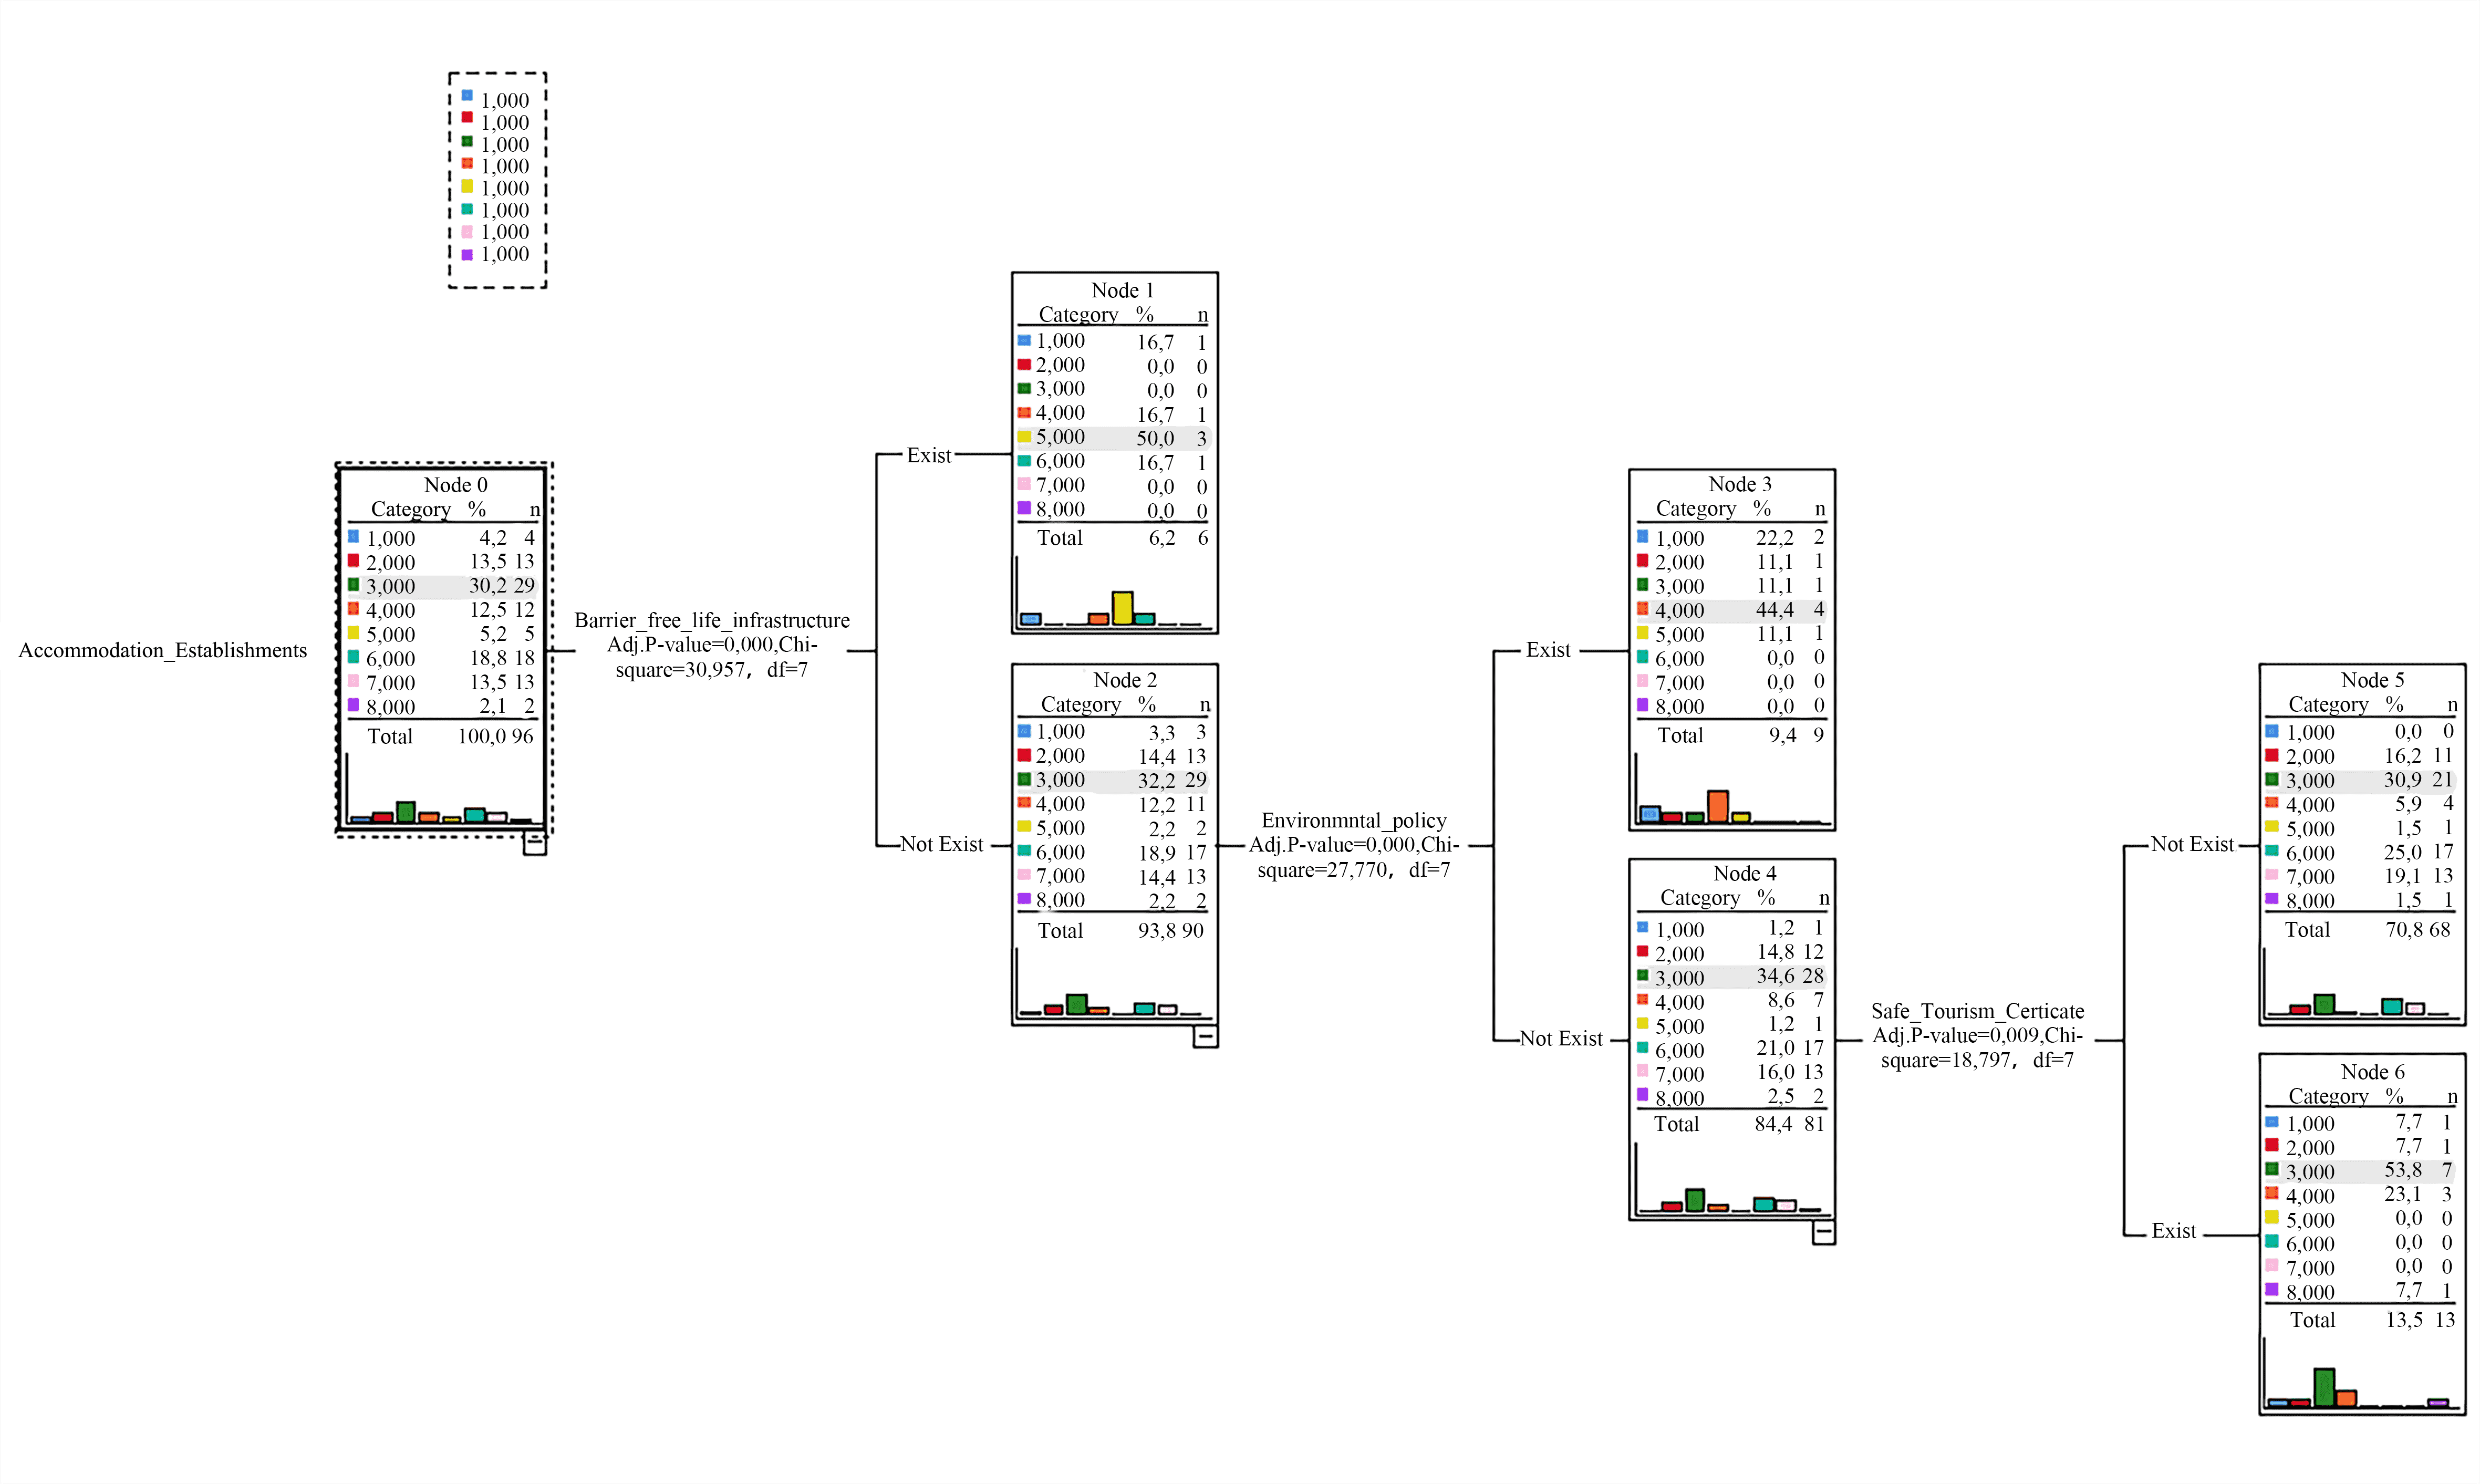 1,000
1,000
1,000
1,000
1,000
1,000
1,000
1,000
Accommodation_Establishments
Node 0
Category % n
1,000 4,2 4
2,000 13,5 13
3,000 30,2 29
4,000 12,5 12
5,000 5,2 5
6,000 18,8 18
7,000 13,5 13
8,000 2,1 2
Total 100,0 96
Barrier_free_life_infrastructure
Adj.P-value=0,000,Chi-
square=30,957, df=7
Exist
Node 1
Category % n
1,000 16,7 1
2,000 0,0 0
3,000 0,0 0
4,000 16,7 1
5,000 50,0 3
6,000 16,7 1
7,000 0,0 0
8,000 0,0 0
Total 6,2 6
Not Exist
Node 2
Category % n
1,000 3,3 3
2,000 14,4 13
3,000 32,2 29
4,000 12,2 11
5,000 2,2 2
6,000 18,9 17
7,000 14,4 13
8,000 2,2 2
Total 93,8 90
Environmntal_policy
Adj.P-value=0,000,Chi-
square=27,770, df=7
Exist
Node 3
Category % n
1,000 22,2 2
2,000 11,1 1
3,000 11,1 1
4,000 44,4 4
5,000 11,1 1
6,000 0,0 0
7,000 0,0 0
8,000 0,0 0
Total 9,4 9
Not Exist
Node 4
Category % n
1,000 1,2 1
2,000 14,8 12
3,000 34,6 28
4,000 8,6 7
5,000 1,2 1
6,000 21,0 17
7,000 16,0 13
8,000 2,5 2
Total 84,4 81
Safe_Tourism_Certicate
Adj.P-value=0,009,Chi-
square=18,797, df=7
Not Exist
Node 5
Category % n
1,000 0,0 0
2,000 16,2 11
3,000 30,9 21
4,000 5,9 4
5,000 1,5 1
6,000 25,0 17
7,000 19,1 13
8,000 1,5 1
Total 70,8 68
Exist
Node 6
Category % n
1,000 7,7 1
2,000 7,7 1
3,000 53,8 7
4,000 23,1 3
5,000 0,0 0
6,000 0,0 0
7,000 0,0 0
8,000 7,7 1
Total 13,5 13